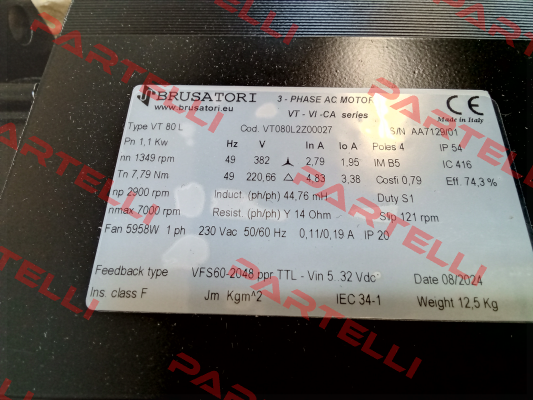 BRUSATORI
www.brusatori.eu
3 - PHASE AC MOTOR
VT - VI -CA series
CE
Made in Italy
Type VT 80 L
Cod. VT080L2Z00027
S/N AA7129/01
Pn 1,1 Kw
Hz V In A Io A Poles 4 IP 54
nn 1349 rpm 49 382 2,79 1,95 IM B5 IC 416
Tn 7,79 Nm 49 220,66 4,83 3,38 Cosfi 0,79 Eff. 74,3%
np 2900 rpm Induct. (ph/ph) 44,76 mH Duty S1
nmax 7000 rpm Resist. (ph/ph) Y 14 Ohm Slip 121 rpm
Fan 5958W 1 ph 230 Vac 50/60 Hz 0,11/0,19 A IP 20
Feedback type VFS60-2048 ppr TTL - Vin 5..32 Vdc Date 08/2024
Ins. class F Jm Kgm^2 IEC 34-1 Weight 12,5 Kg
PARTELLI
PARTELLI
PARTELLI
PARTELLI
PARTELLI